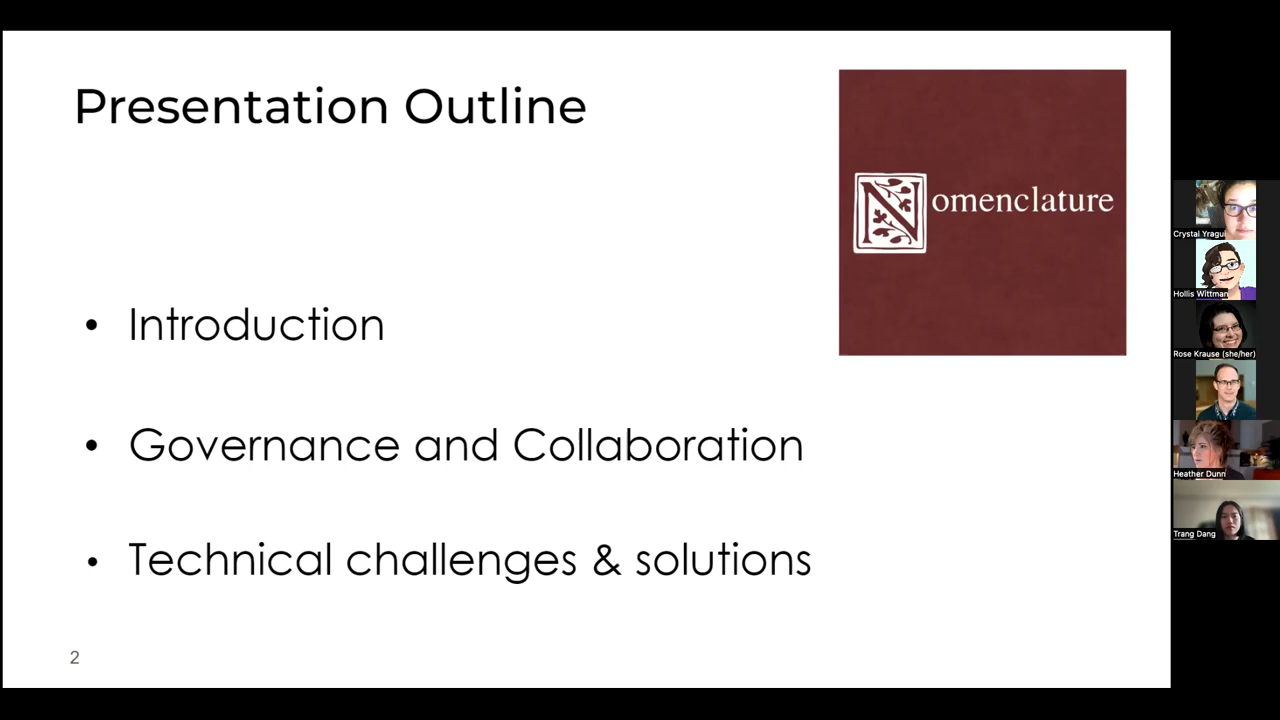 Presentation Outline
Nomenclature
• Introduction
• Governance and Collaboration
• Technical challenges & solutions
2
Crystal Yragui
Hollis Wittman
Rose Krause (she/her)
Heather Dunn
Trang Dang